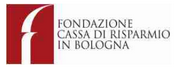 FONDAZIONE
CASSA DI RISPARMIO
IN BOLOGNA